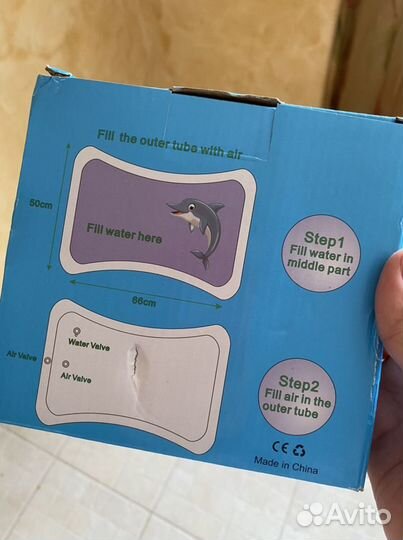 Fill the outer tube with air
50cm
Fill water here
66cm
Step1
Fill water in
middle part
Water Valve
Air Valve
Air Valve
Step2
Fill air in the
outer tube
CE
Made in China
Avito